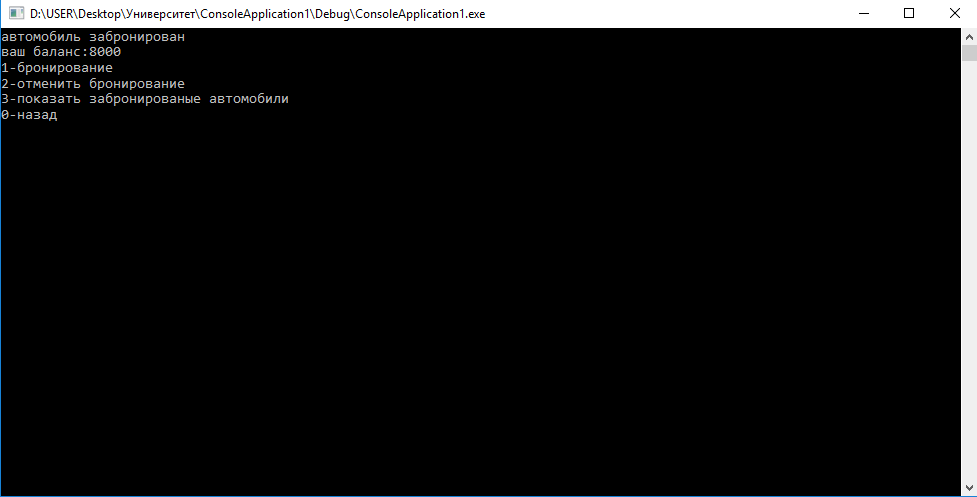 D:\USER\Desktop\Университет\ConsoleApplication1\Debug\ConsoleApplication1.exe
автомобиль забронирован
ваш баланс:8000
1-бронирование
2-отменить бронирование
3-показать забронированые автомобили
0-назад